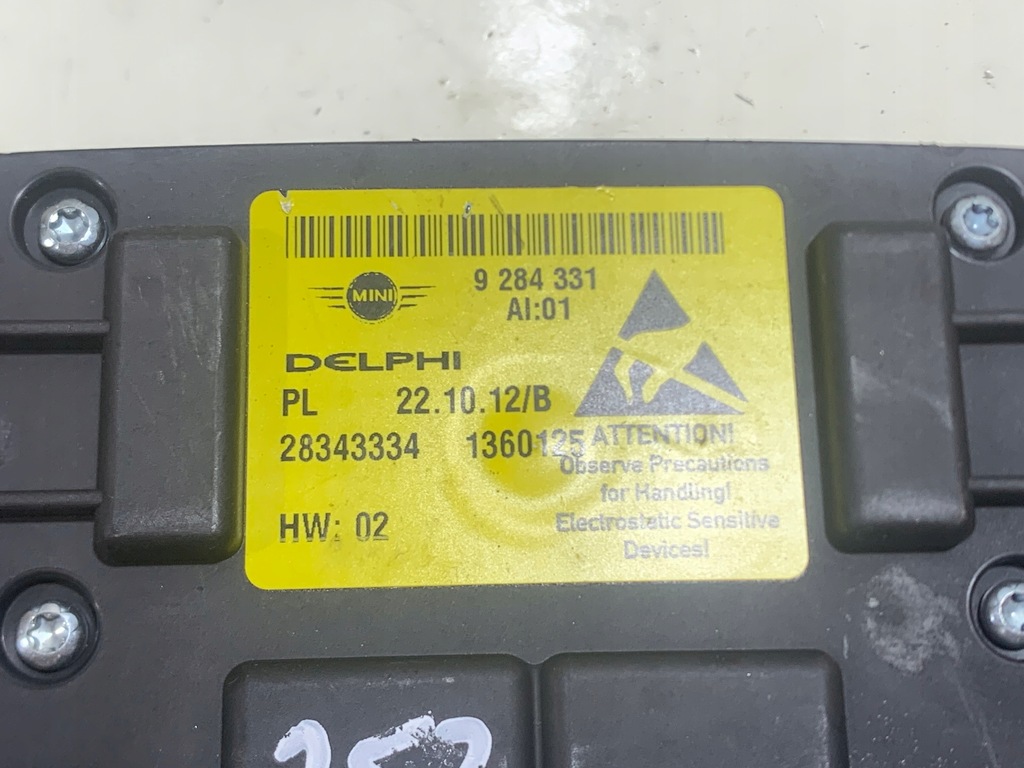 9 284 331
MINI
AI:01
DELPHI
PL 22.10.12/B
28343334 1360125
ATTENTION!
Observe Precautions
for Handling!
Electrostatic Sensitive
Devices!
HW: 02